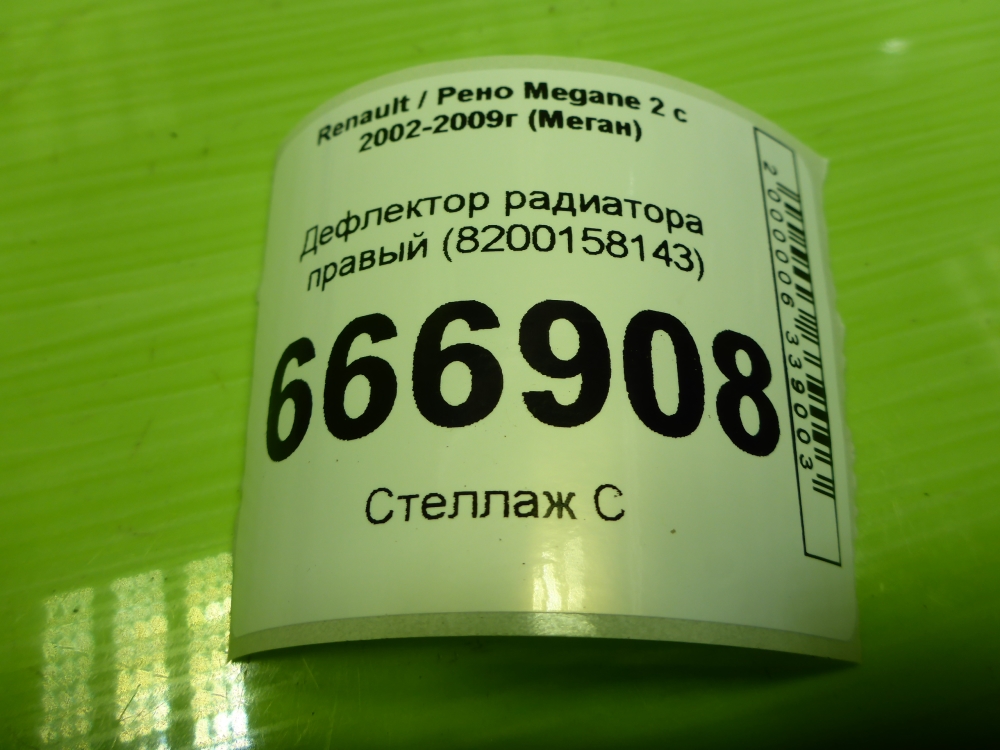 Renault / Рено Megane 2 с
2002-2009г (Меган)
Дефлектор радиатора
правый (8200158143)
666908
Стеллаж С
2000006339003